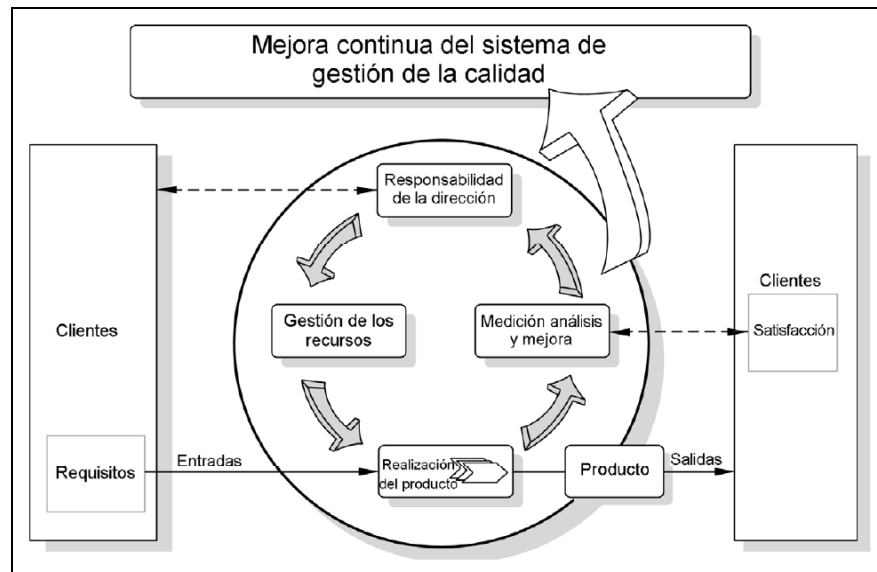 Mejora continua del sistema de
gestión de la calidad
Responsabilidad
de la dirección
Clientes
Gestión de los
recursos
Medición análisis
y mejora
Clientes
Satisfacción
Requisitos
Entradas
Realización
del producto
Producto
Salidas